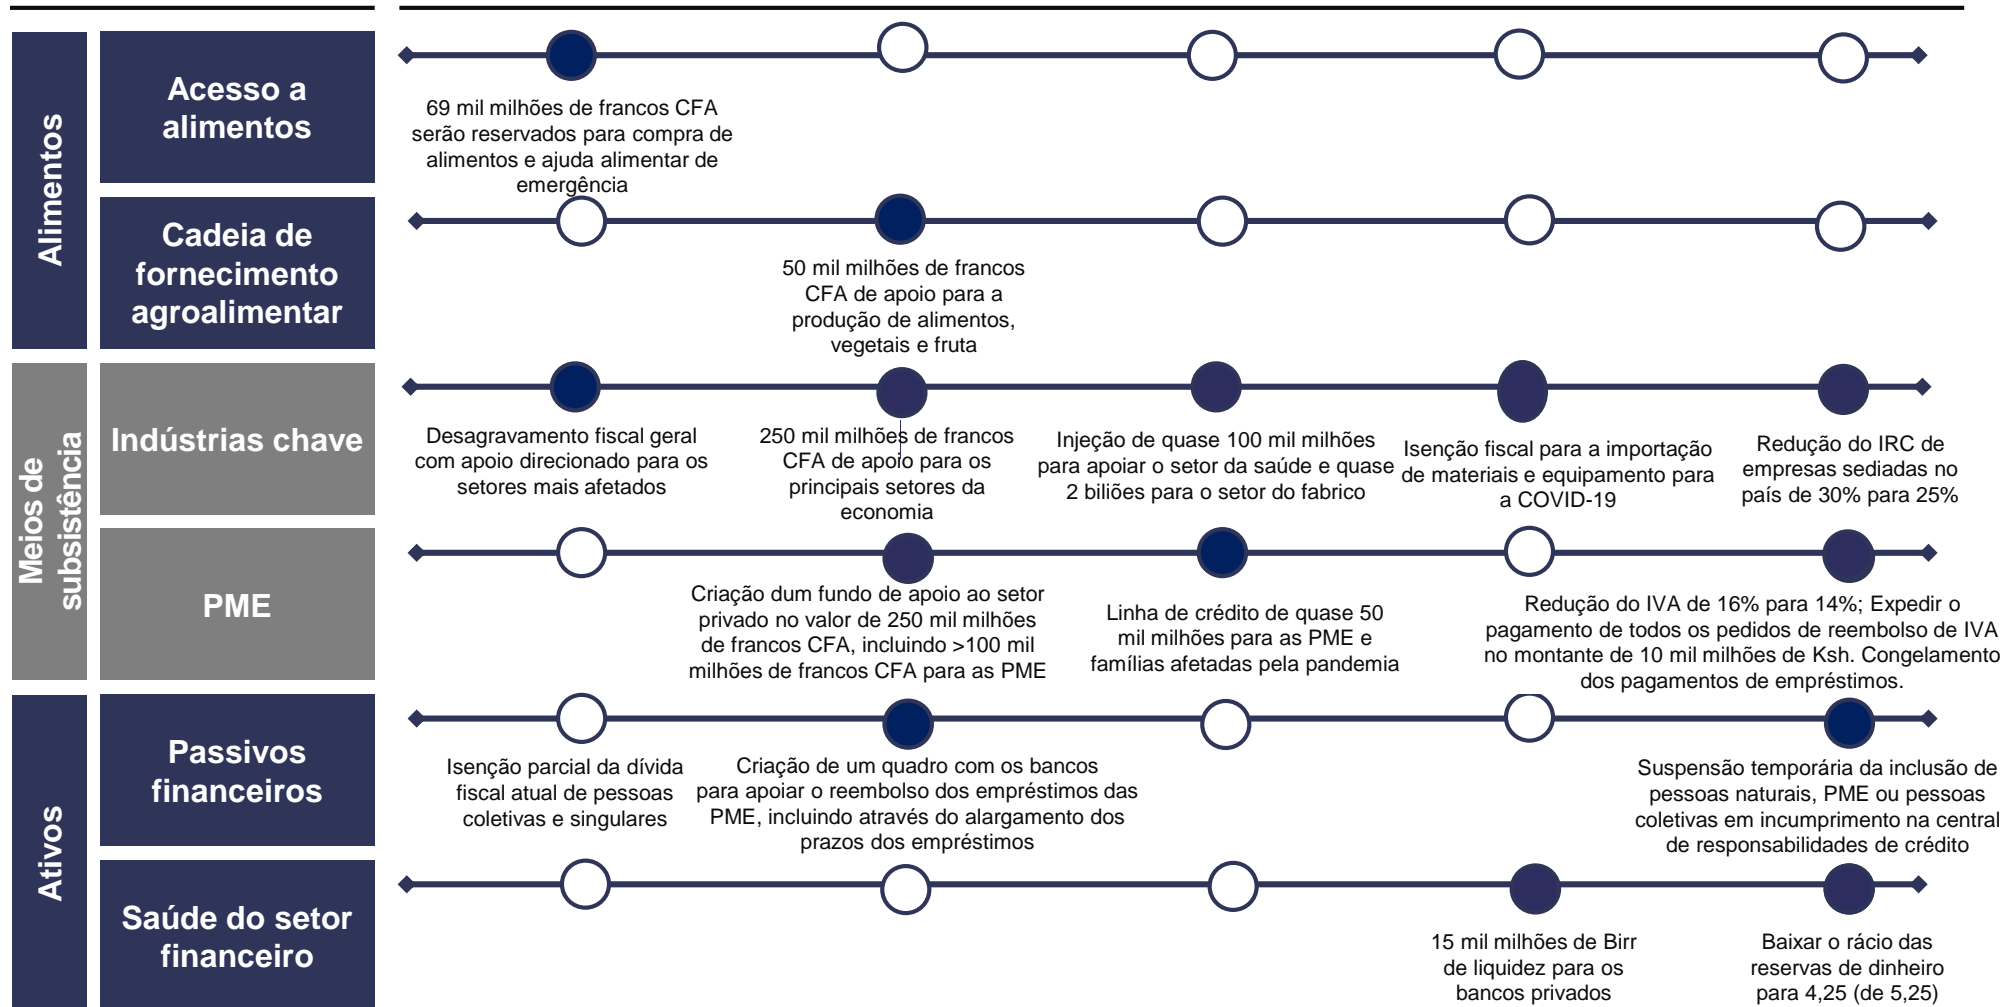 Alimentos
Acesso a
alimentos
69 mil milhões de francos CFA
serão reservados para compra de
alimentos e ajuda alimentar de
emergência
Cadeia de
fornecimento
agroalimentar
50 mil milhões de francos
CFA de apoio para a
produção de alimentos,
vegetais e fruta
Meios de
subsistência
Indústrias chave
Desagravamento fiscal geral
com apoio direcionado para os
setores mais afetados
250 mil milhões de francos
CFA de apoio para os
principais setores da
economia
Injeção de quase 100 mil milhões
para apoiar o setor da saúde e quase
2 biliões para o setor do fabrico
Isenção fiscal para a importação
de materiais e equipamento para
a COVID-19
Redução do IRC de
empresas sediadas no
país de 30% para 25%
PME
Criação dum fundo de apoio ao setor
privado no valor de 250 mil milhões
de francos CFA, incluindo >100 mil
milhões de francos CFA para as PME
Linha de crédito de quase 50
mil milhões para as PME e
famílias afetadas pela pandemia
Redução do IVA de 16% para 14%; Expedir o
pagamento de todos os pedidos de reembolso de IVA
no montante de 10 mil milhões de Ksh. Congelamento
dos pagamentos de empréstimos.
Ativos
Passivos
financeiros
Isenção parcial da dívida
fiscal atual de pessoas
coletivas e singulares
Criação de um quadro com os bancos
para apoiar o reembolso dos empréstimos das
PME, incluindo através do alargamento dos
prazos dos empréstimos
Suspensão temporária da inclusão de
pessoas naturais, PME ou pessoas
coletivas em incumprimento na central
de responsabilidades de crédito
Saúde do setor
financeiro
15 mil milhões de Birr
de liquidez para os
bancos privados
Baixar o rácio das
reservas de dinheiro
para 4,25 (de 5,25)